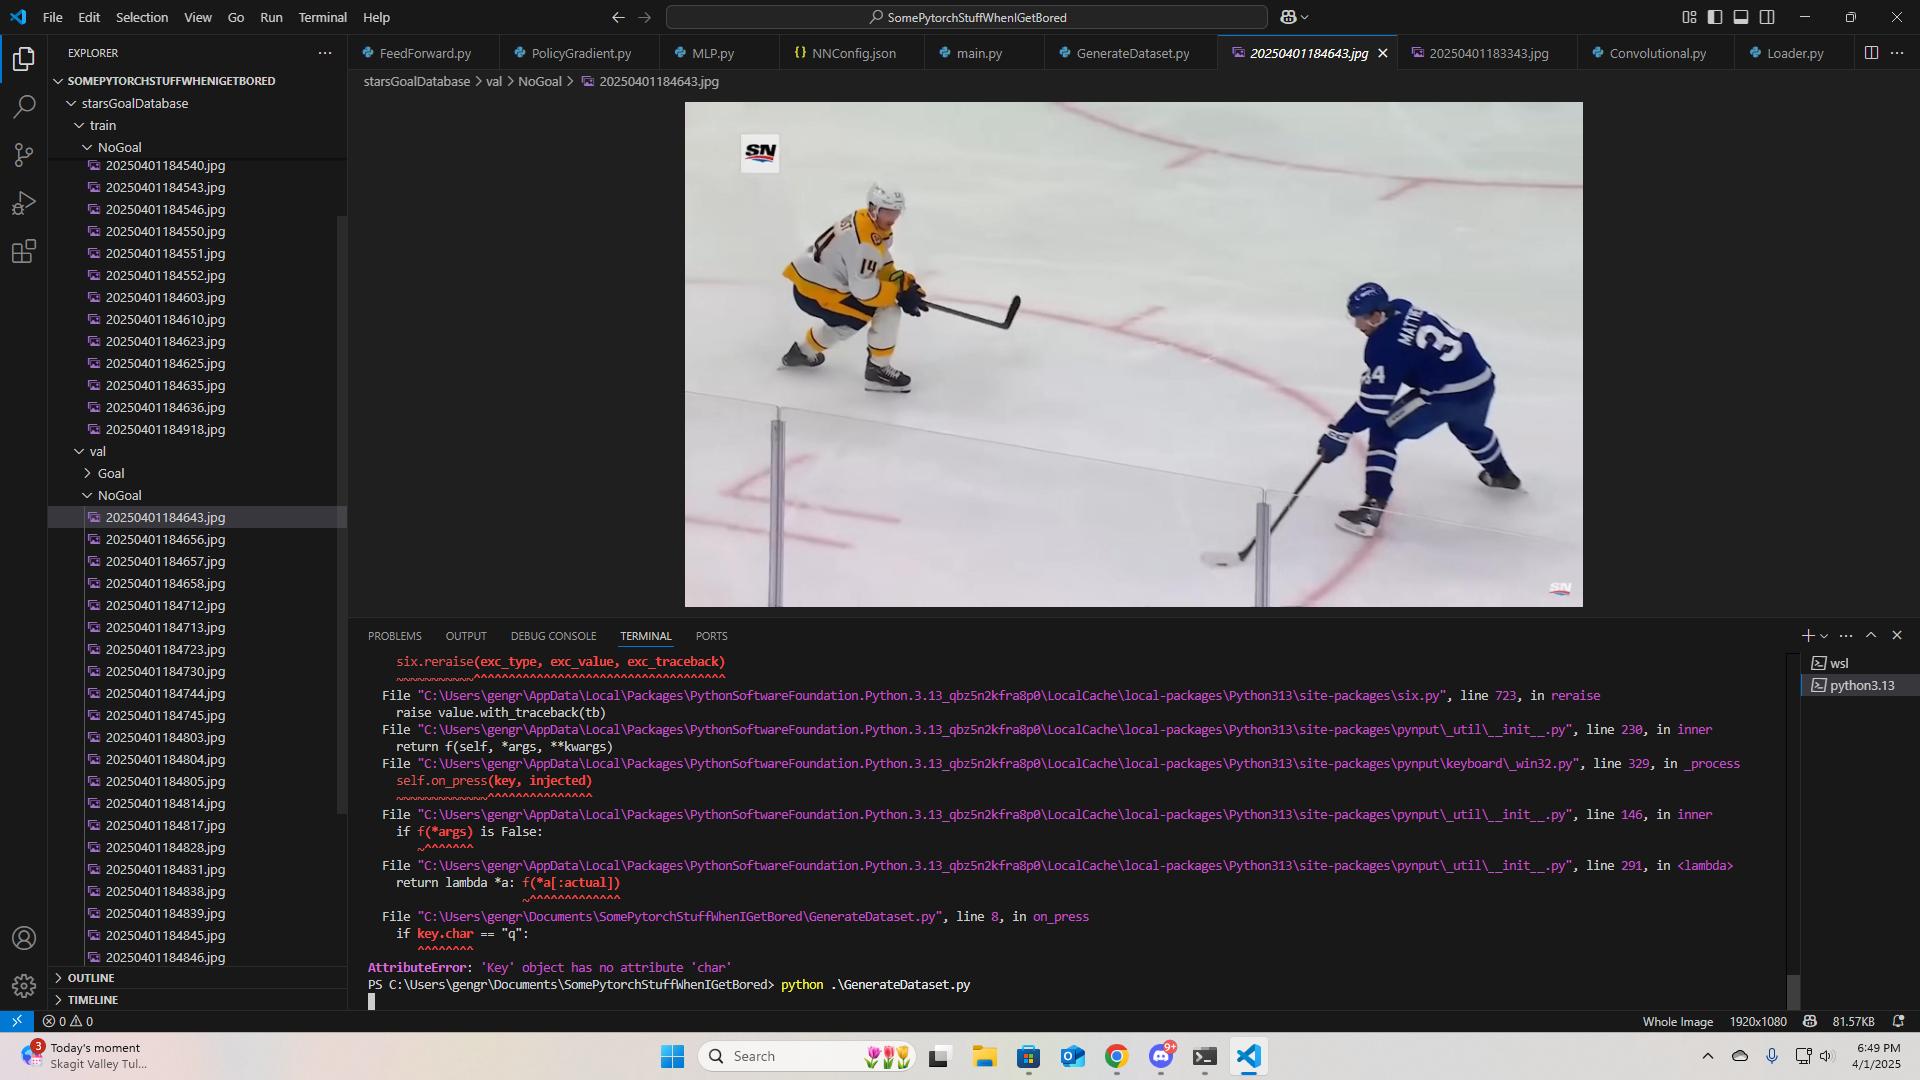 File Edit Selection View Go Run Terminal Help
SomePytorchStuffWhenIGetBored
EXPLORER
SOMEPYTORCHSTUFFWHENIGETBORED
starsGoalDatabase
train
NoGoal
20250401184540.jpg
20250401184543.jpg
20250401184546.jpg
20250401184550.jpg
20250401184551.jpg
20250401184552.jpg
20250401184603.jpg
20250401184610.jpg
20250401184623.jpg
20250401184625.jpg
20250401184635.jpg
20250401184636.jpg
20250401184918.jpg
val
Goal
NoGoal
20250401184643.jpg
20250401184656.jpg
20250401184657.jpg
20250401184658.jpg
20250401184712.jpg
20250401184713.jpg
20250401184723.jpg
20250401184730.jpg
20250401184744.jpg
20250401184745.jpg
20250401184803.jpg
20250401184804.jpg
20250401184805.jpg
20250401184814.jpg
20250401184817.jpg
20250401184828.jpg
20250401184831.jpg
20250401184838.jpg
20250401184839.jpg
20250401184845.jpg
20250401184846.jpg
OUTLINE
TIMELINE
FeedForward.py PolicyGradient.py MLP.py {} NNConfig.json main.py GenerateDataset.py 20250401184643.jpg 20250401183343.jpg Convolutional.py Loader.py
starsGoalDatabase > val > NoGoal > 20250401184643.jpg
SN
14
14
MATTHE
34
34
SN
PROBLEMS OUTPUT DEBUG CONSOLE TERMINAL PORTS
wsl
python3.13
six.reraise(exc_type, exc_value, exc_traceback)
~~~~~~~~~~~^^^^^^^^^^^^^^^^^^^^^^^^^^^^^^^^^^^^
File "C:\Users\gengr\AppData\Local\Packages\PythonSoftwareFoundation.Python.3.13_qbz5n2kfra8p0\LocalCache\local-packages\Python313\site-packages\six.py", line 723, in reraise
raise value.with_traceback(tb)
File "C:\Users\gengr\AppData\Local\Packages\PythonSoftwareFoundation.Python.3.13_qbz5n2kfra8p0\LocalCache\local-packages\Python313\site-packages\pynput\_util\__init__.py", line 230, in inner
return f(self, *args, **kwargs)
File "C:\Users\gengr\AppData\Local\Packages\PythonSoftwareFoundation.Python.3.13_qbz5n2kfra8p0\LocalCache\local-packages\Python313\site-packages\pynput\keyboard\_win32.py", line 329, in _process
self.on_press(key, injected)
~~~~~~~~~~~~~^^^^^^^^^^^^^^^
File "C:\Users\gengr\AppData\Local\Packages\PythonSoftwareFoundation.Python.3.13_qbz5n2kfra8p0\LocalCache\local-packages\Python313\site-packages\pynput\_util\__init__.py", line 146, in inner
if f(*args) is False:
~^^^^^^^
File "C:\Users\gengr\AppData\Local\Packages\PythonSoftwareFoundation.Python.3.13_qbz5n2kfra8p0\LocalCache\local-packages\Python313\site-packages\pynput\_util\__init__.py", line 291, in <lambda>
return lambda *a: f(*a[:actual])
~^^^^^^^^^^^^^
File "C:\Users\gengr\Documents\SomePytorchStuffWhenIGetBored\GenerateDataset.py", line 8, in on_press
if key.char == "q":
^^^^^^^^
AttributeError: 'Key' object has no attribute 'char'
PS C:\Users\gengr\Documents\SomePytorchStuffWhenIGetBored> python .\GenerateDataset.py
0 0 Whole Image 1920x1080 81.57KB
3 Today's moment
Skagit Valley Tul...
Search
9+
6:49 PM
4/1/2025